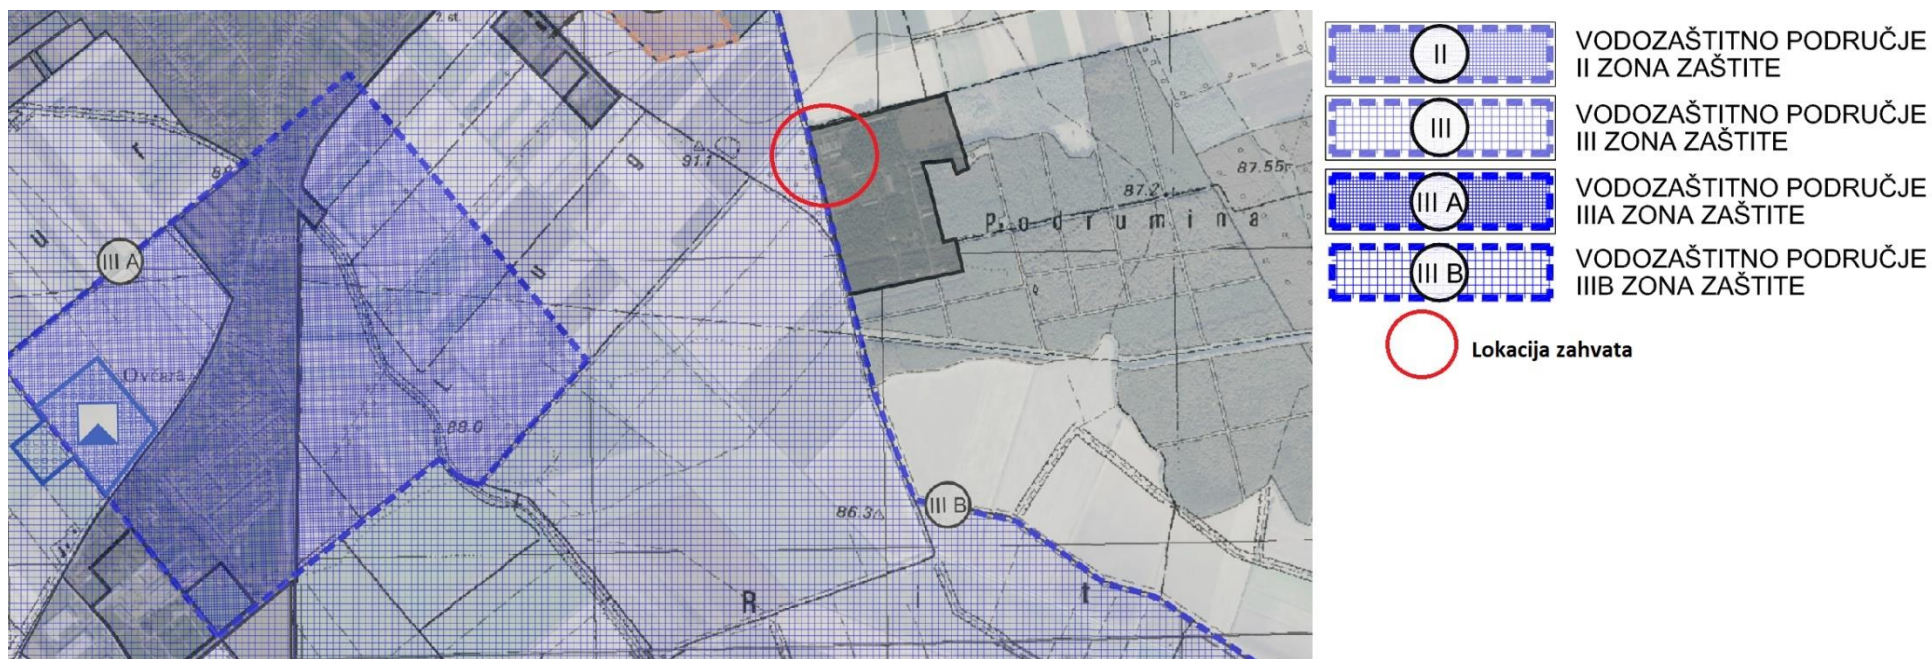 2. st.
91.1
87.55
87.2
P o d r u m i n a
u
r
u
g
L
III A
Ovčara
88.0
86.3
III B
R i t
II
VODOZAŠTITNO PODRUČJE
II ZONA ZAŠTITE
III
VODOZAŠTITNO PODRUČJE
III ZONA ZAŠTITE
III A
VODOZAŠTITNO PODRUČJE
IIIA ZONA ZAŠTITE
III B
VODOZAŠTITNO PODRUČJE
IIIB ZONA ZAŠTITE
Lokacija zahvata